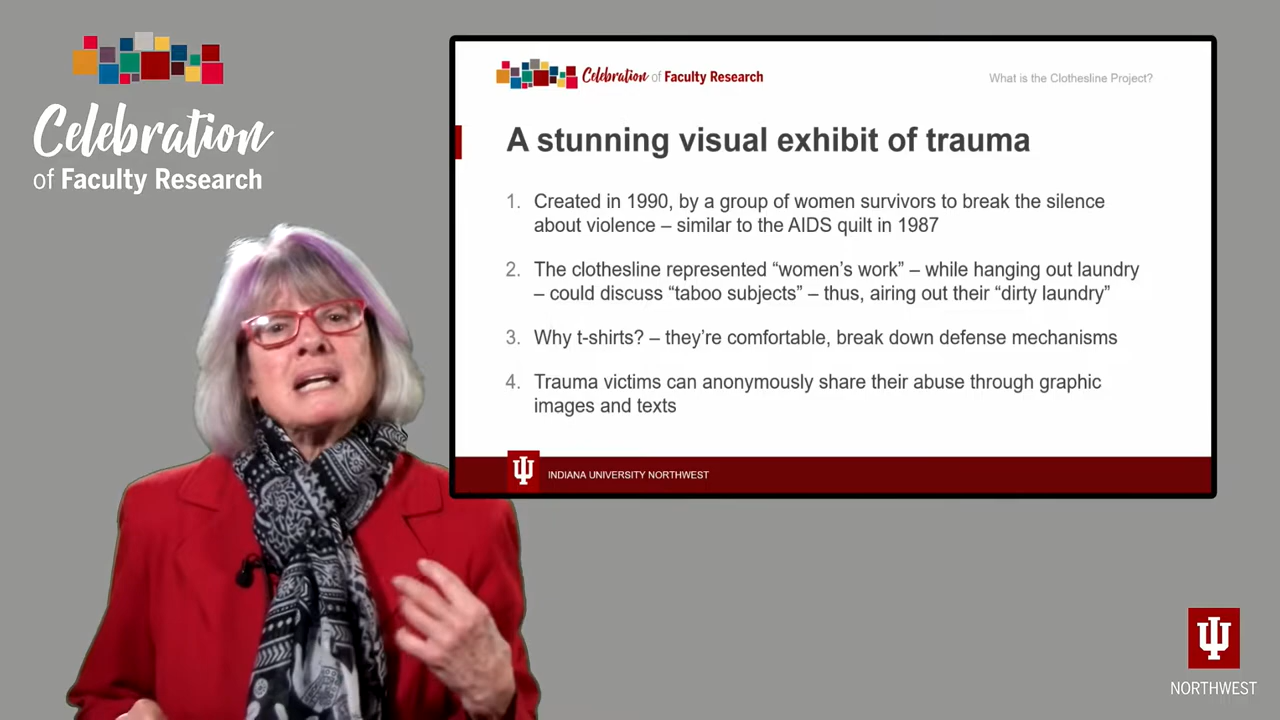 Celebration
of Faculty Research
Celebration of Faculty Research
What is the Clothesline Project?
A stunning visual exhibit of trauma
1. Created in 1990, by a group of women survivors to break the silence
about violence – similar to the AIDS quilt in 1987
2. The clothesline represented “women’s work” – while hanging out laundry
– could discuss “taboo subjects” – thus, airing out their “dirty laundry”
3. Why t-shirts? – they’re comfortable, break down defense mechanisms
4. Trauma victims can anonymously share their abuse through graphic
images and texts
INDIANA UNIVERSITY NORTHWEST
NORTHWEST